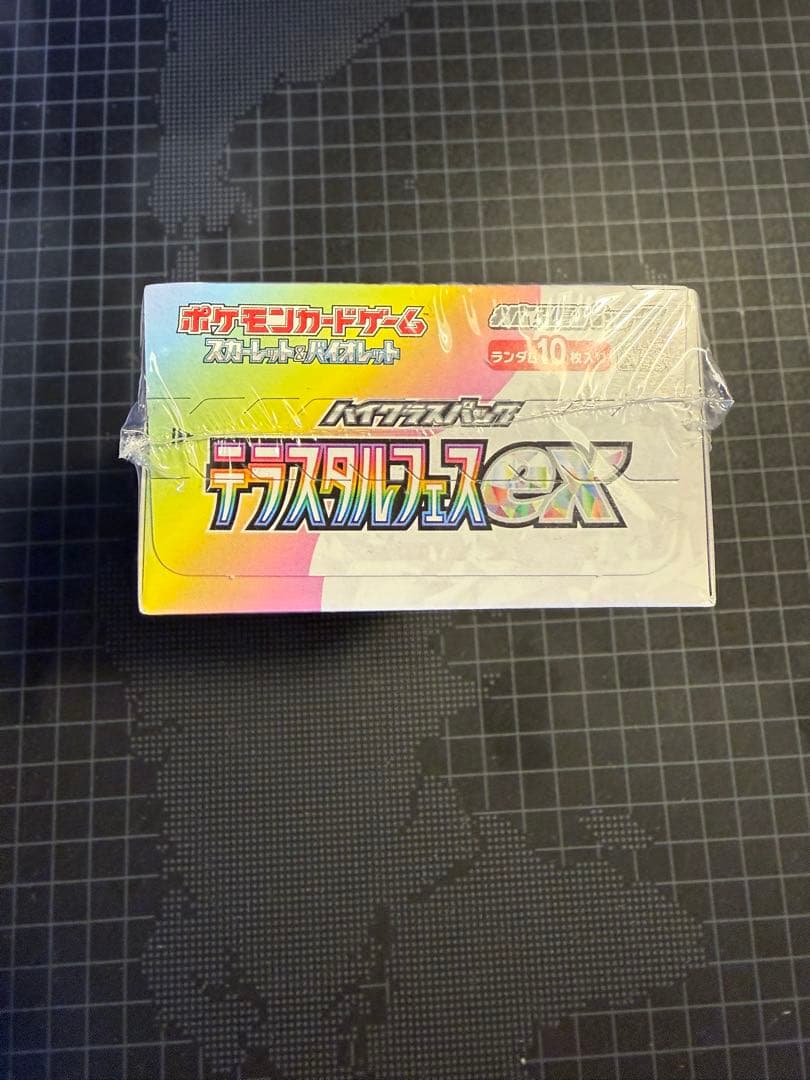 ポケモンカードゲーム™
スカーレット&バイオレット
ランダム10枚入り
ハイクラスパック
テラスタルフェスex